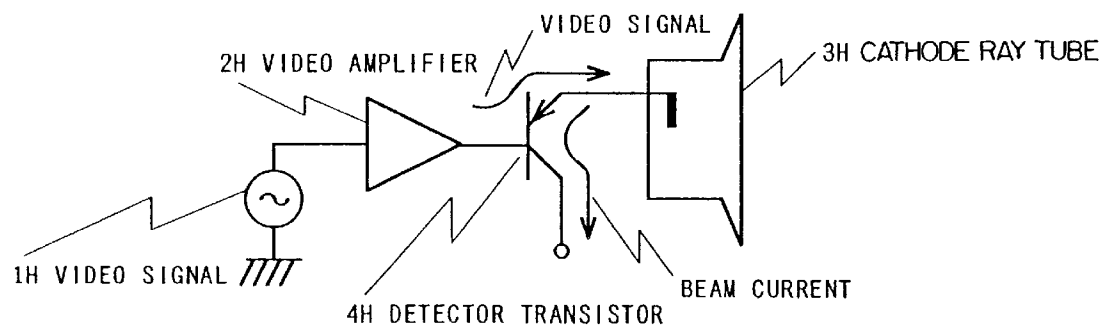 VIDEO SIGNAL
2H VIDEO AMPLIFIER
3H CATHODE RAY TUBE
1H VIDEO SIGNAL
BEAM CURRENT
4H DETECTOR TRANSISTOR